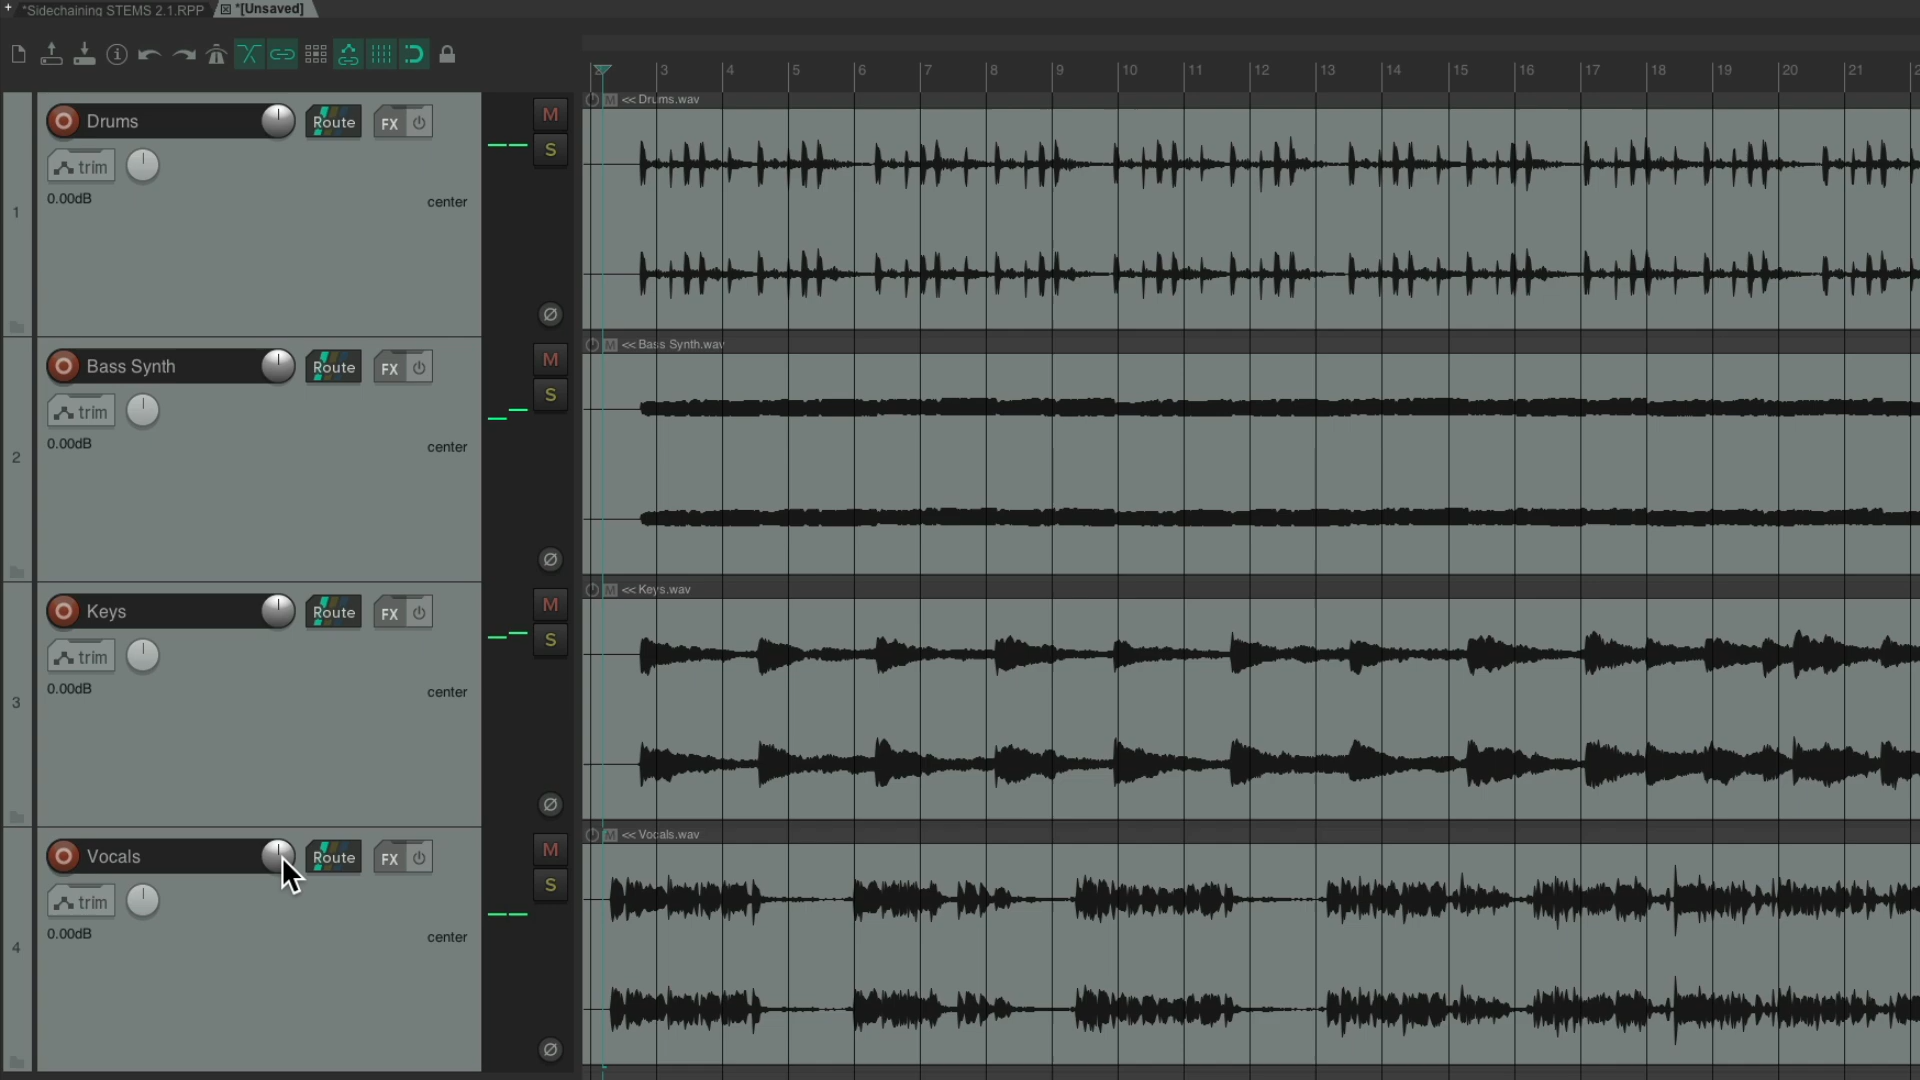 + *Sidechaining STEMS 2.1.RPP *[Unsaved]
2 3 4 5 6 7 8 9 10 11 12 13 14 15 16 17 18 19 20 21 2
1
Drums Route FX M
S
trim
0.00dB
center
M << Drums.wav
2
Bass Synth Route FX M
S
trim
0.00dB
center
M << Bass Synth.wav
3
Keys Route FX M
S
trim
0.00dB
center
M << Keys.wav
4
Vocals Route FX M
S
trim
0.00dB
center
M << Vocals.wav